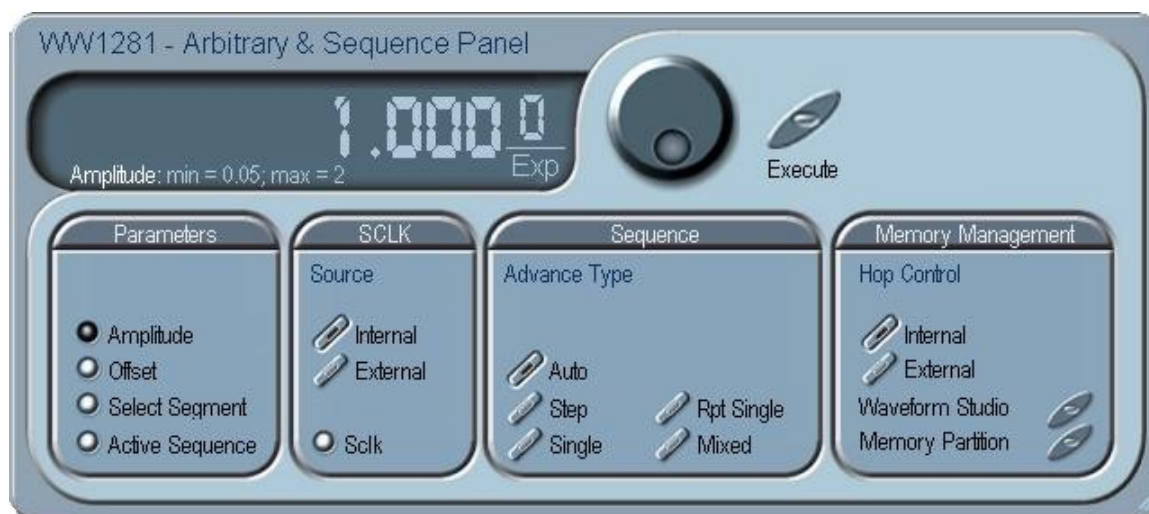 WW1281 - Arbitrary & Sequence Panel
1.000 0
Exp
Amplitude: min = 0.05; max = 2
Execute
Parameters
Amplitude
Offset
Select Segment
Active Sequence
SCLK
Source
Internal
External
Sclk
Sequence
Advance Type
Auto
Step
Single
Rpt Single
Mixed
Memory Management
Hop Control
Internal
External
Waveform Studio
Memory Partition